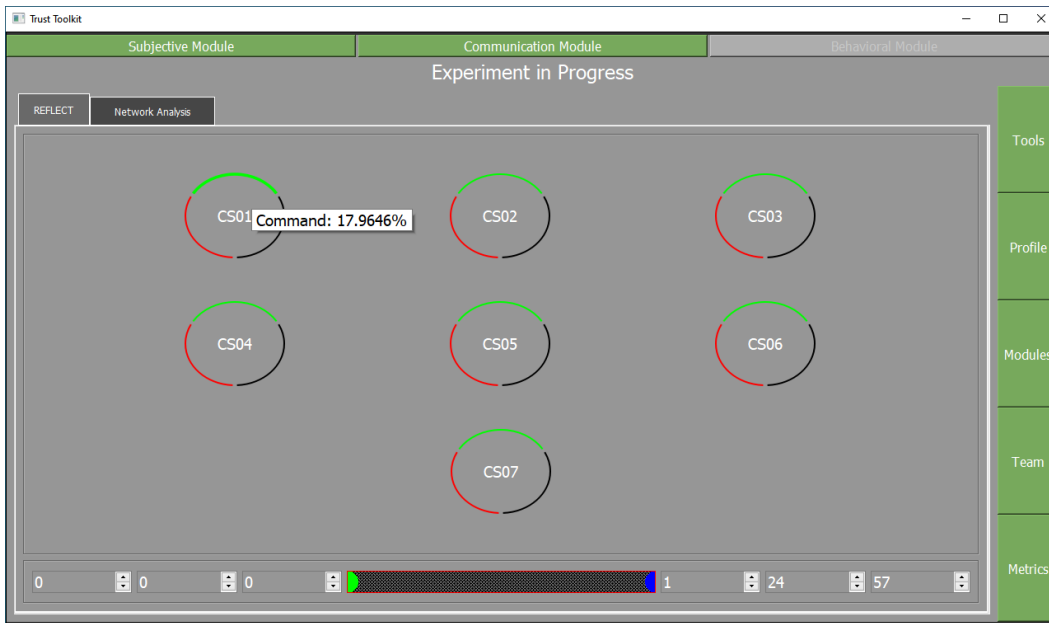 Trust Toolkit
Subjective Module Communication Module Behavioral Module
Experiment in Progress
REFLECT Network Analysis
Tools
CS01 Command: 17.9646% CS02 CS03
Profile
CS04 CS05 CS06
Modules
CS07
Team
Metrics
0 0 0 1 24 57